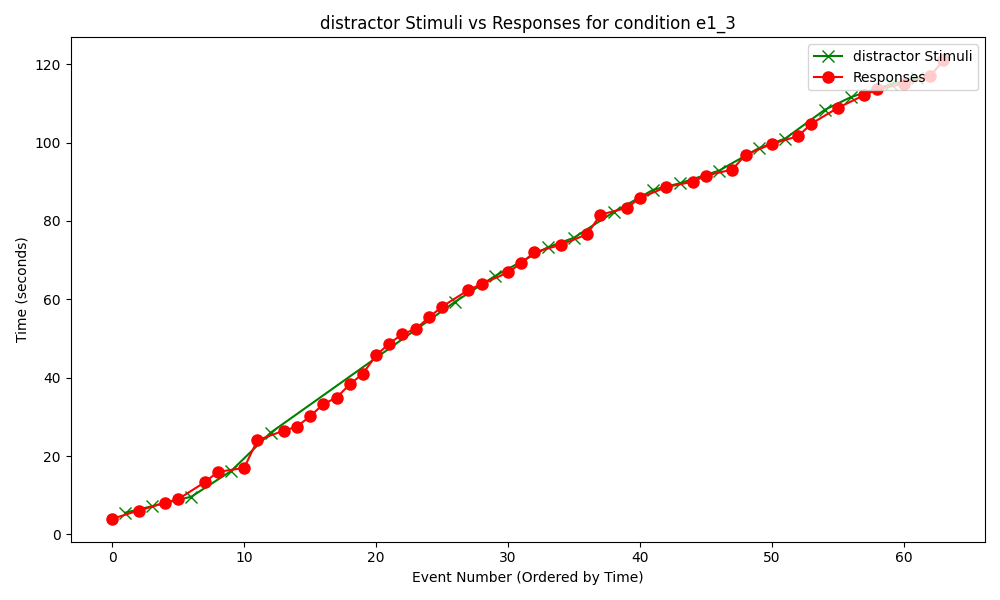 distractor Stimuli vs Responses for condition e1_3
distractor Stimuli
Responses
Time (seconds)
120
100
80
60
40
20
0
0 10 20 30 40 50 60
Event Number (Ordered by Time)